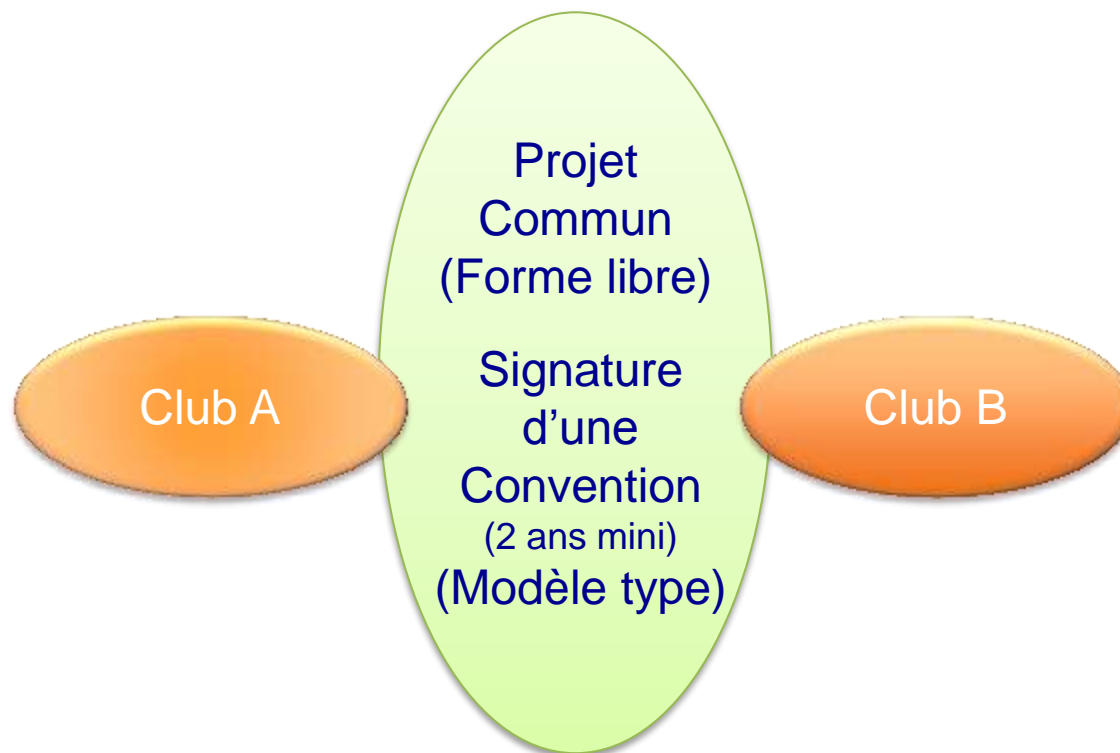 Projet
Commun
(Forme libre)
Signature
d’une
Convention
(2 ans mini)
(Modèle type)
Club A
Club B